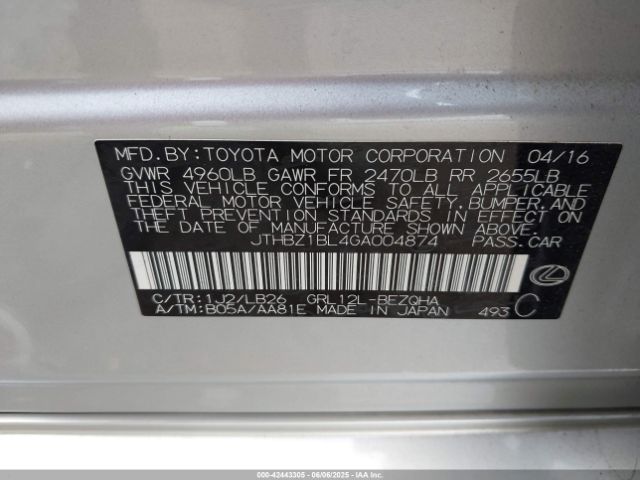 MFD.BY:TOYOTA MOTOR CORPORATION 04/16
GVWR 4960LB GAWR FR 2470LB RR 2655LB
THIS VEHICLE CONFORMS TO ALL APPLICABLE
FEDERAL MOTOR VEHICLE SAFETY,BUMPER,AND
THEFT PREVENTION STANDARDS IN EFFECT ON
THE DATE OF MANUFACTURE SHOWN ABOVE.
JTHBZ1BL4GA004874 PASS.CAR
C/TR:1J2/LB26 GRL12L-BEZQHA
A/TM:B05A/AA81E MADE IN JAPAN 493 C
000-42443305 - 06/06/2025 - IAAI.COM